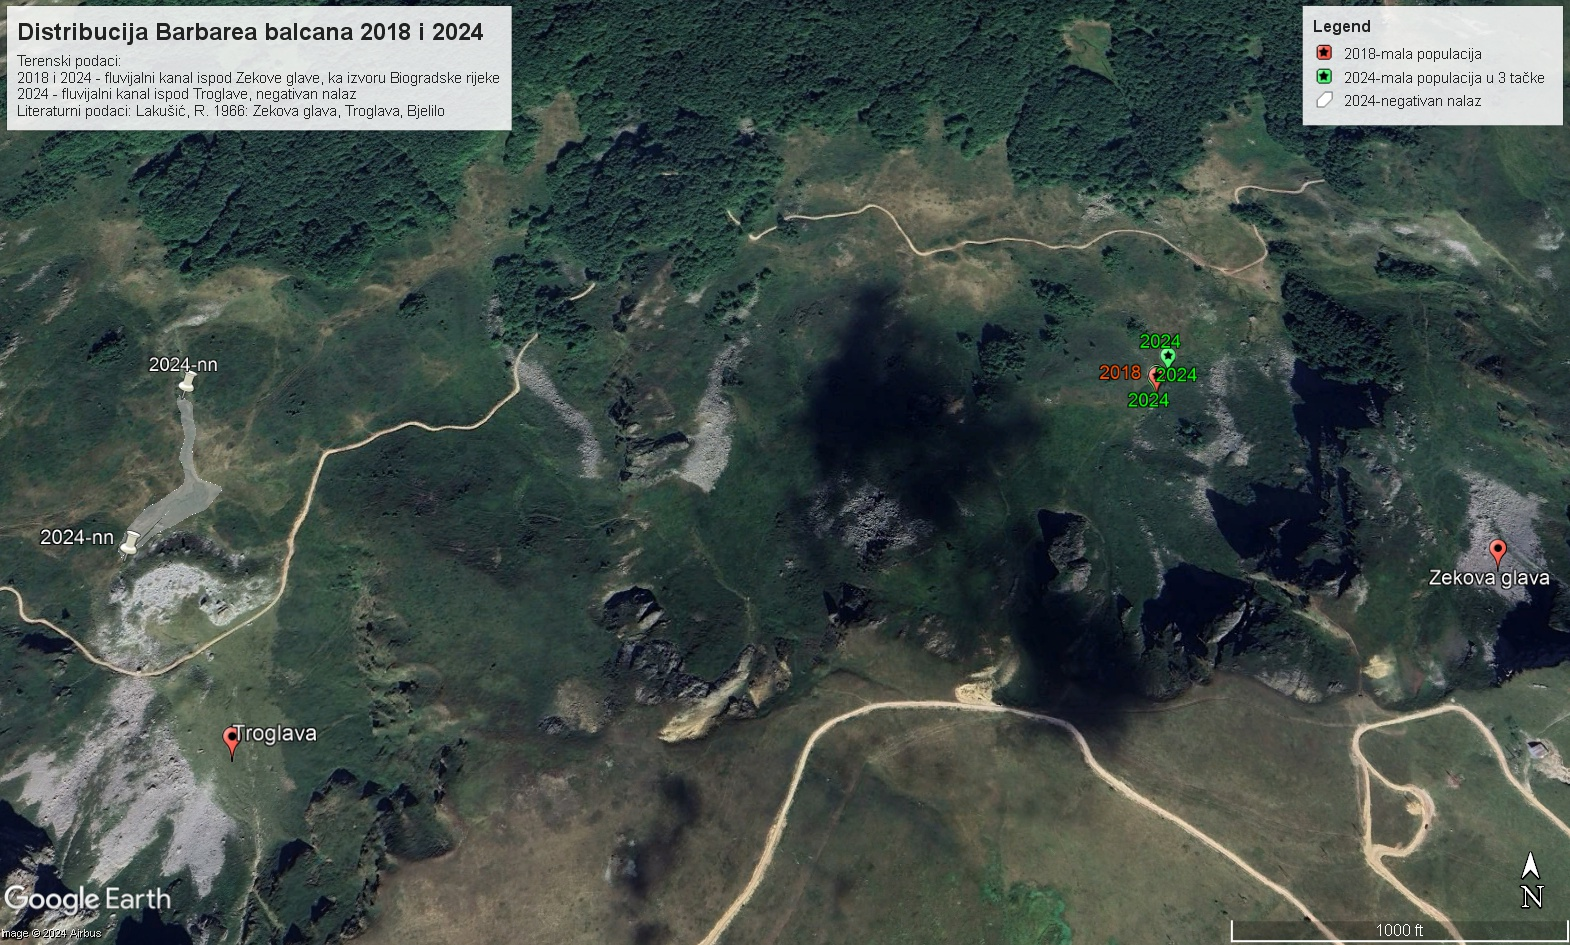 Distribucija Barbarea balcana 2018 i 2024
Terenski podaci:
2018 i 2024 - fluvijalni kanal ispod Zekove glave, ka izvoru Biogradske rijeke
2024 - fluvijalni kanal ispod Troglave, negativan nalaz
Literaturni podaci: Lakušić, R. 1966: Zekova glava, Troglava, Bjelilo
Legend
2018-mala populacija
2024-mala populacija u 3 tačke
2024-negativan nalaz
2024
2024-nn
2018
2024
2024
2024-nn
Zekova glava
Troglava
Google Earth
Image © 2024 Airbus
N
1000 ft